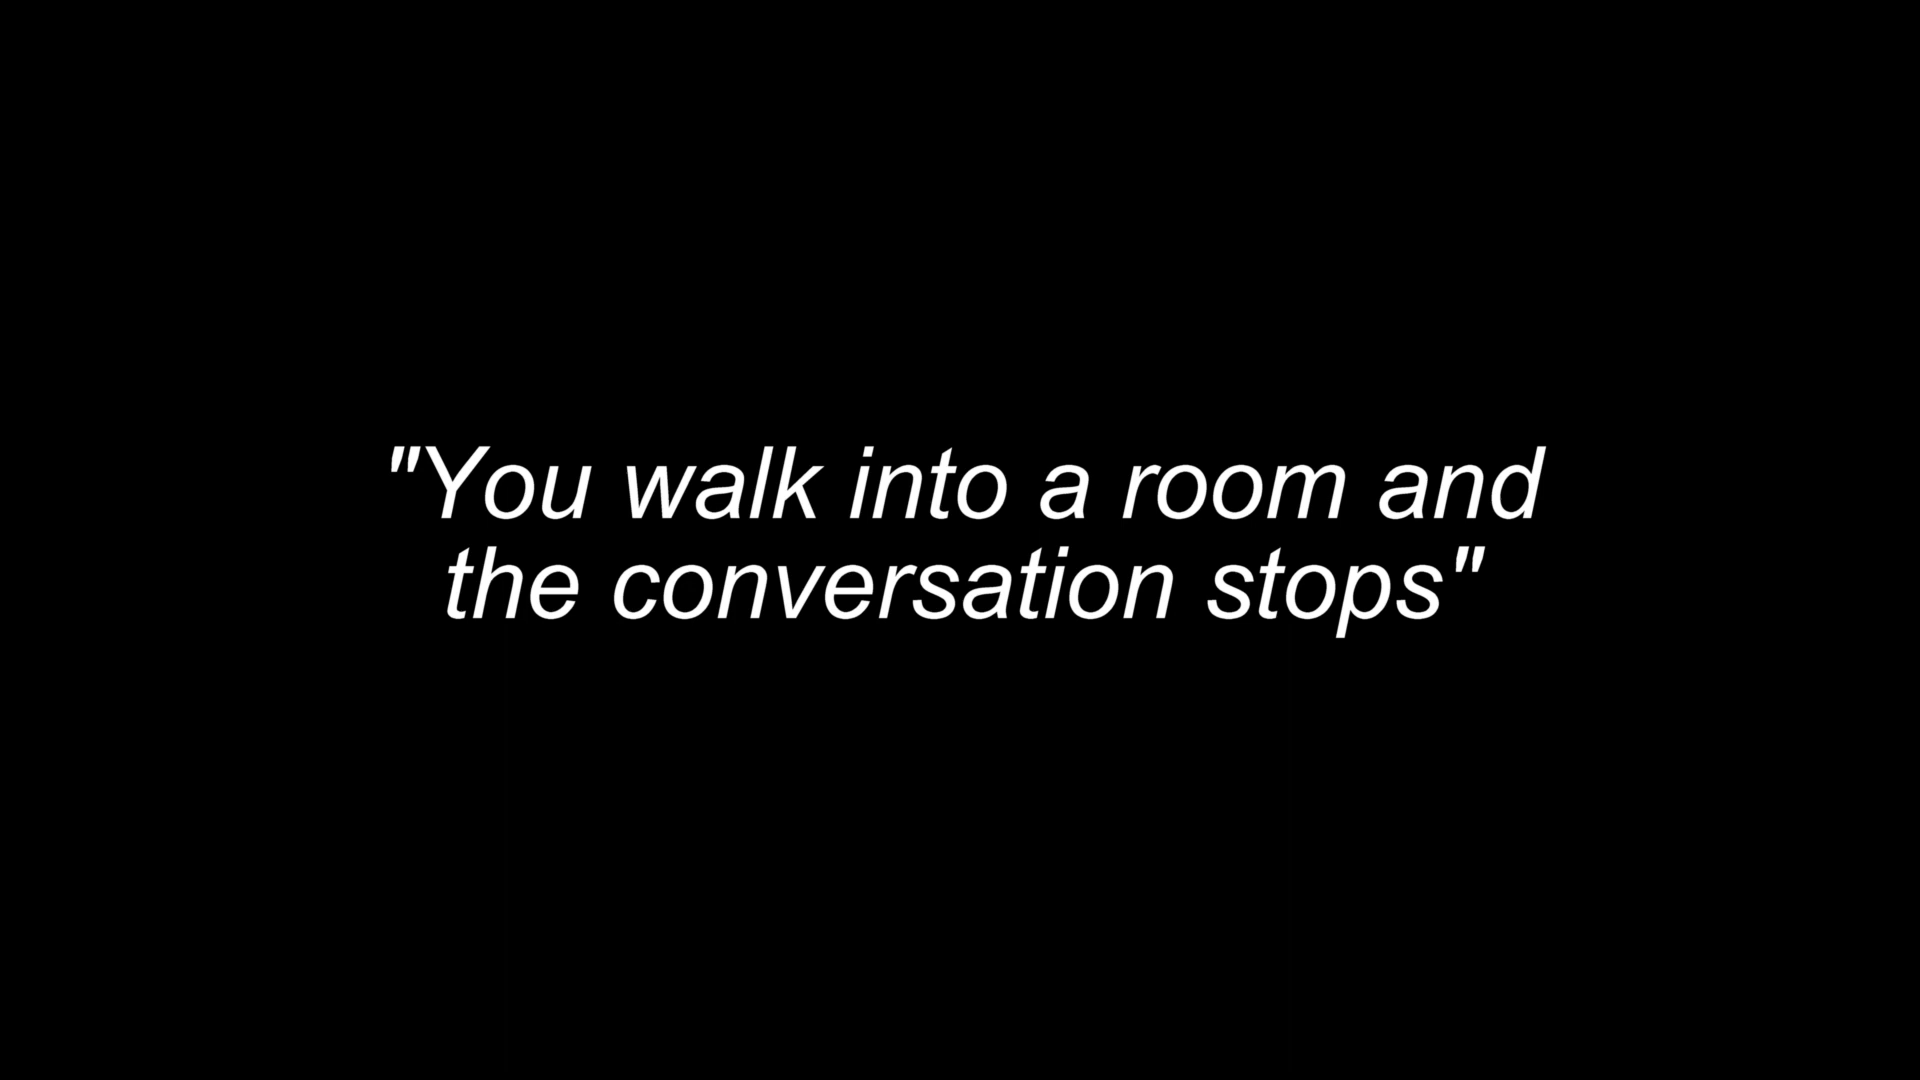 "You walk into a room and
the conversation stops"